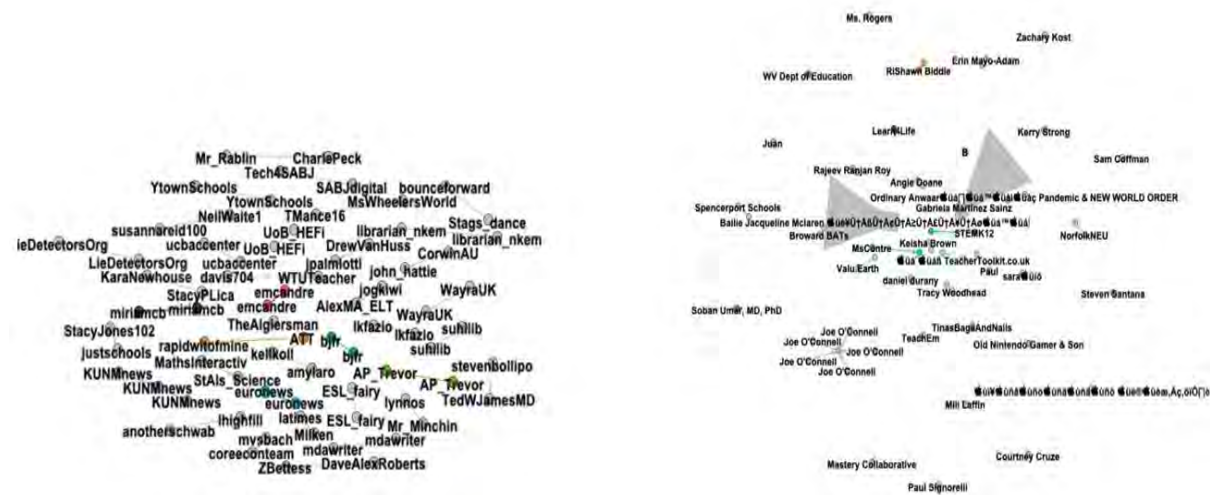 Mr_Rablin
CharlePeck
Tech4SABJ
YtownSchools
SABJdigital
bounceforward
YtownSchools
MsWheelersWorld
NeilWaite1
TMance16
Stags_dance
susannareid100
UoB_HEFi
librarian_nkem
librarian_nkem
ieDetectorsOrg
ucbaccenter
UoB_HEFi
DrewVanHuss
CorwinAU
LieDetectorsOrg
ucbaccenter
jpalmiotti
john_hattie
KaraNewhouse
davis704
WTUTeacher
StacyPLica
emcandre
jogkiwi
WayraUK
miriamcb
miriamcb
emcandre
AlexMA_ELT
WayraUK
StacyJones102
TheAlgiersman
lkfazio
lkfazio
suhilib
justschools
rapidwitofmine
ATT
bjfr
suhilib
MathsInteractiv
kellkoll
bjfr
stevenbollipo
KUNMnews
StAls_Science
amylaro
AP_Trevor
AP_Trevor
KUNMnews
euronews
ESL_fairy
TedWJamesMD
KUNMnews
euronews
lynnos
anotherschwab
lhighfill
latimes
ESL_fairy
Mr_Minchin
mysbach
Milken
mdawriter
coreeconteam
mdawriter
ZBettess
DaveAlexRoberts
Ms. Rogers
Zachary Kost
WV Dept of Education
RiShawn Biddle
Erin Mayo-Adam
Juan
Learn4Life
Kerry Strong
B
Sam Coffman
Rajeev Ranjan Roy
Angie Doane
Ordinary Anwaar
Pandemic & NEW WORLD ORDER
Spencerport Schools
Gabriela Martinez Sainz
Bailie Jacqueline Mclaren
Broward BATs
STEMK12
NorfolkNEU
MsCentre
Keisha Brown
Valu.Earth
TeacherToolkit.co.uk
Paul
daniel durany
Tracy Woodhead
Steven Santana
Soban Umar, MD, PhD
Joe O'Connell
Joe O'Connell
Joe O'Connell
Joe O'Connell
Joe O'Connell
TeachEm
TinasBagsAndNails
Old Nintendo Gamer & Son
Mili Laffin
Mastery Collaborative
Courtney Cruze
Paul Signorelli